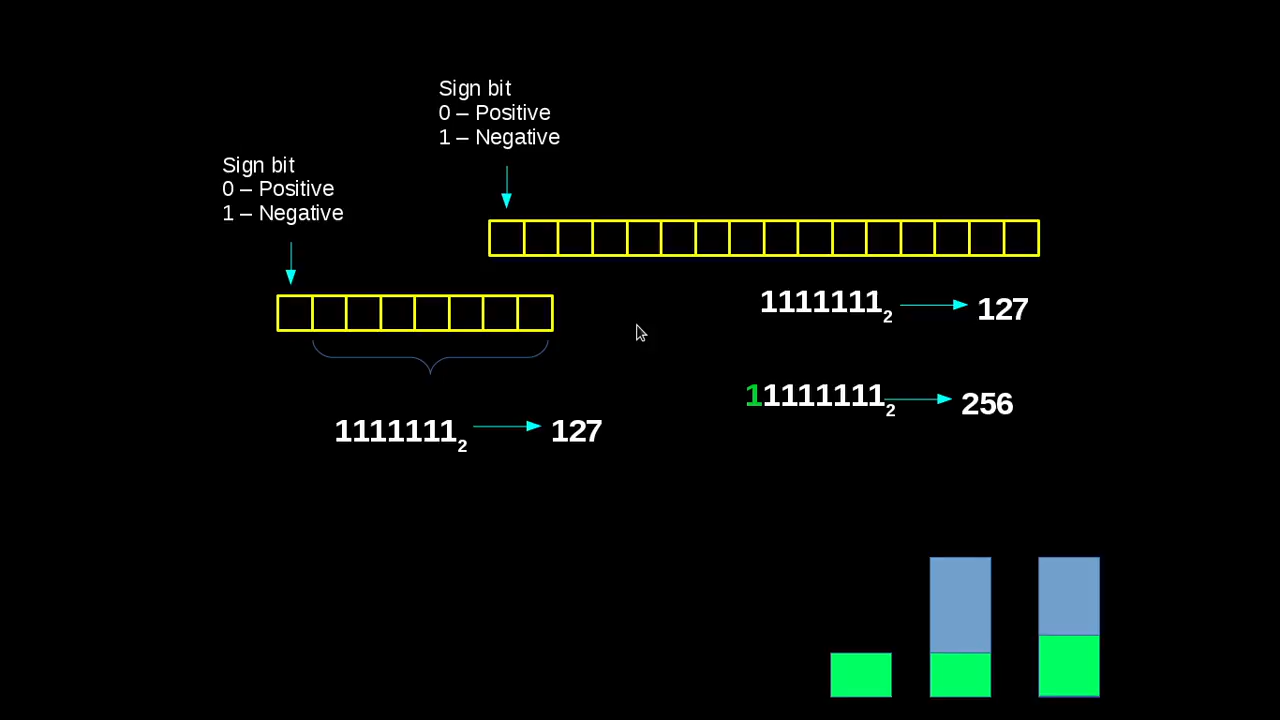 Sign bit
0 – Positive
1 – Negative
Sign bit
0 – Positive
1 – Negative
1111111₂ 127
11111111₂ 256
1111111₂ 127